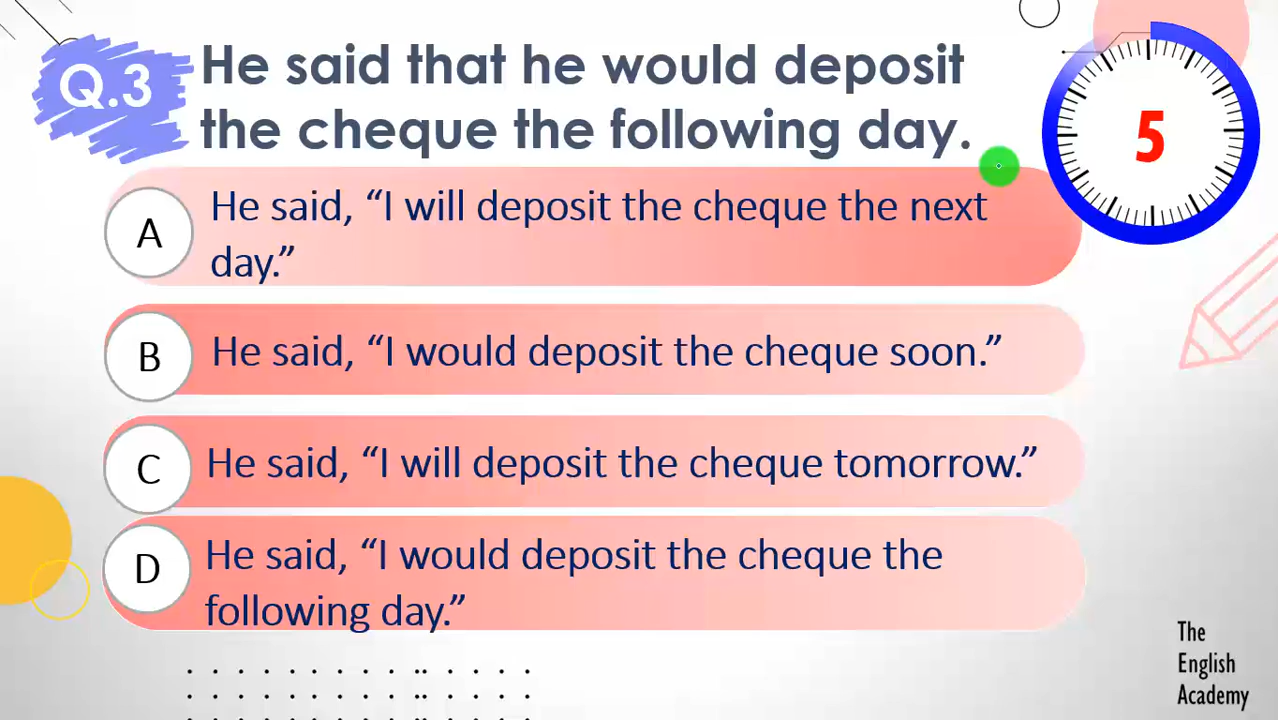 Q.3
He said that he would deposit
the cheque the following day.
5
A
He said, “I will deposit the cheque the next
day.”
B
He said, “I would deposit the cheque soon.”
C
He said, “I will deposit the cheque tomorrow.”
D
He said, “I would deposit the cheque the
following day.”
The
English
Academy